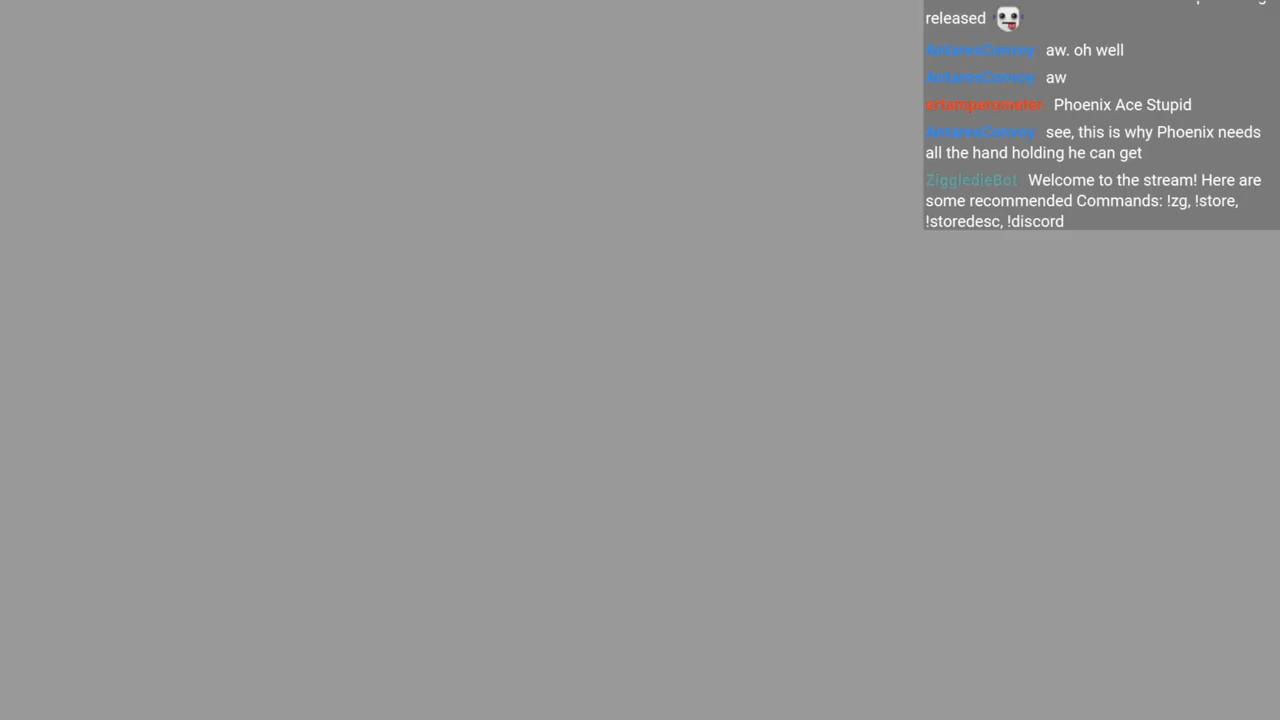 released
AntaresConvoy aw. oh well
AntaresConvoy aw
Phoenix Ace Stupid
AntaresConvoy see, this is why Phoenix needs
all the hand holding he can get
ZiggledieBot Welcome to the stream! Here are
some recommended Commands: !zg, !store,
!storedesc, !discord